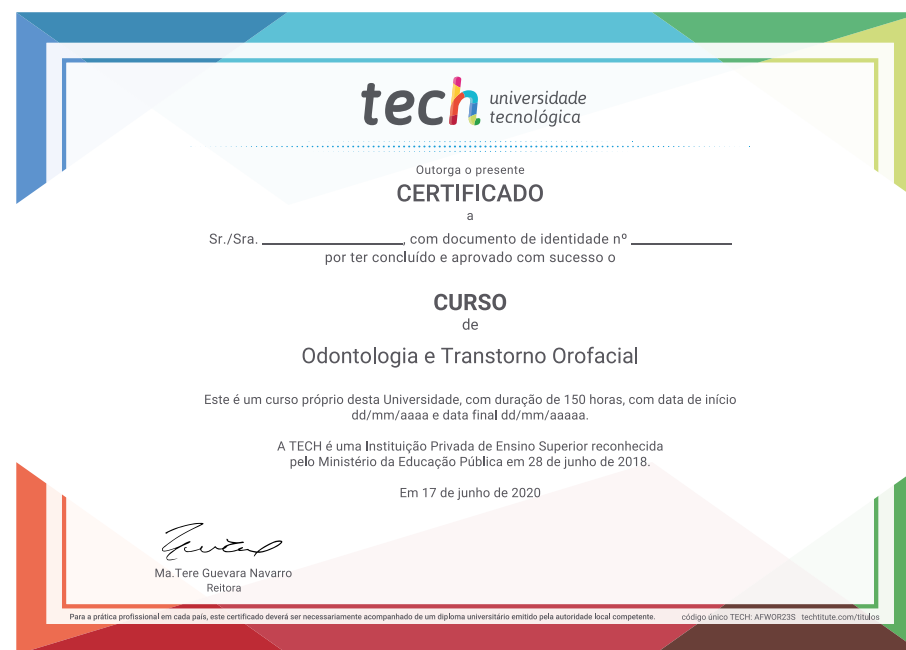 tech universidade
tecnológica
Outorga o presente
CERTIFICADO
a
Sr./Sra. ____________, com documento de identidade nº ____________
por ter concluído e aprovado com sucesso o
CURSO
de
Odontologia e Transtorno Orofacial
Este é um curso próprio desta Universidade, com duração de 150 horas, com data de início
dd/mm/aaaa e data final dd/mm/aaaaa.
A TECH é uma Instituição Privada de Ensino Superior reconhecida
pelo Ministério da Educação Pública em 28 de junho de 2018.
Em 17 de junho de 2020
Ma.Tere Guevara Navarro
Reitora
Para a prática profissional em cada país, este certificado deverá ser necessariamente acompanhado de um diploma universitário emitido pela autoridade local competente. código único TECH: AFWOR23S techtitute.com/titulos